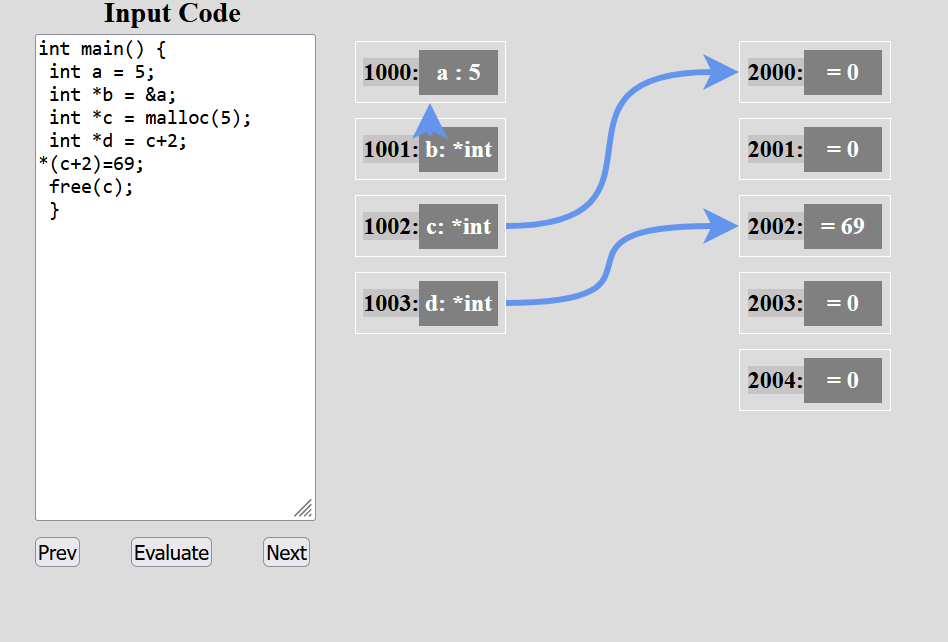 Input Code
int main() {
int a = 5;
int *b = &a;
int *c = malloc(5);
int *d = c+2;
*(c+2)=69;
free(c);
}
1000: a : 5
1001: b: *int
1002: c: *int
1003: d: *int
2000: = 0
2001: = 0
2002: = 69
2003: = 0
2004: = 0
Prev Evaluate Next